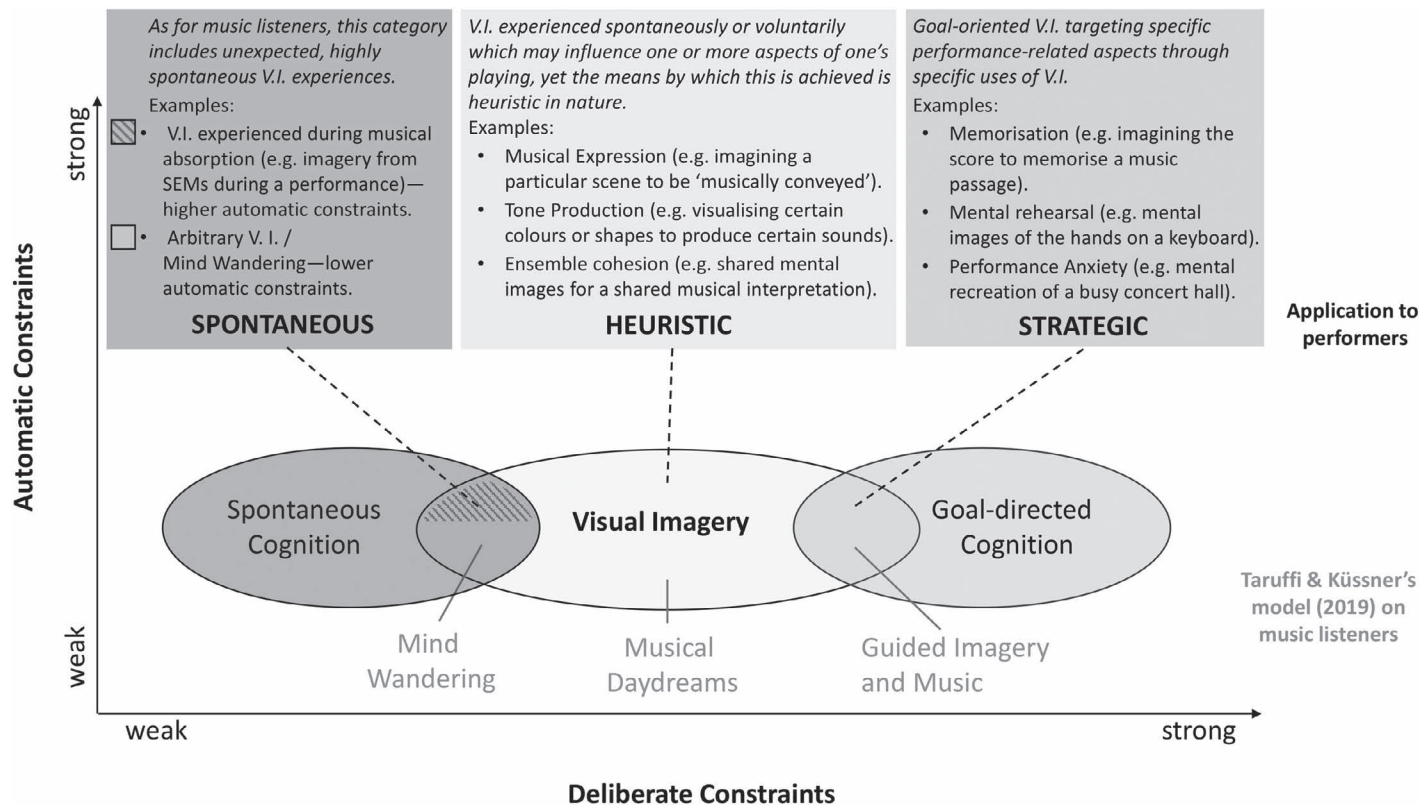 As for music listeners, this category
includes unexpected, highly
spontaneous V.I. experiences.
Examples:
• V.I. experienced during musical
absorption (e.g. imagery from
SEMs during a performance)—
higher automatic constraints.
• Arbitrary V. I. /
Mind Wandering—lower
automatic constraints.
SPONTANEOUS
V.I. experienced spontaneously or voluntarily
which may influence one or more aspects of one's
playing, yet the means by which this is achieved is
heuristic in nature.
Examples:
• Musical Expression (e.g. imagining a
particular scene to be 'musically conveyed').
• Tone Production (e.g. visualising certain
colours or shapes to produce certain sounds).
• Ensemble cohesion (e.g. shared mental
images for a shared musical interpretation).
HEURISTIC
Goal-oriented V.I. targeting specific
performance-related aspects through
specific uses of V.I.
Examples:
• Memorisation (e.g. imagining the
score to memorise a music
passage).
• Mental rehearsal (e.g. mental
images of the hands on a keyboard).
• Performance Anxiety (e.g. mental
recreation of a busy concert hall).
STRATEGIC
Application to
performers
strong
Automatic Constraints
weak
Spontaneous
Cognition
Visual Imagery
Goal-directed
Cognition
Mind
Wandering
Musical
Daydreams
Guided Imagery
and Music
Taruffi & Küssner's
model (2019) on
music listeners
weak
strong
Deliberate Constraints